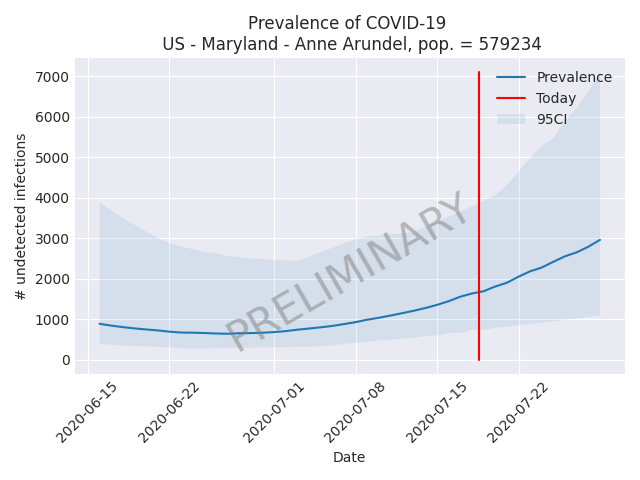 Prevalence of COVID-19
US - Maryland - Anne Arundel, pop. = 579234
7000
6000
5000
4000
3000
2000
1000
0
# undetected infections
Prevalence
Today
95CI
PRELIMINARY
2020-06-15
2020-06-22
2020-07-01
2020-07-08
2020-07-15
2020-07-22
Date